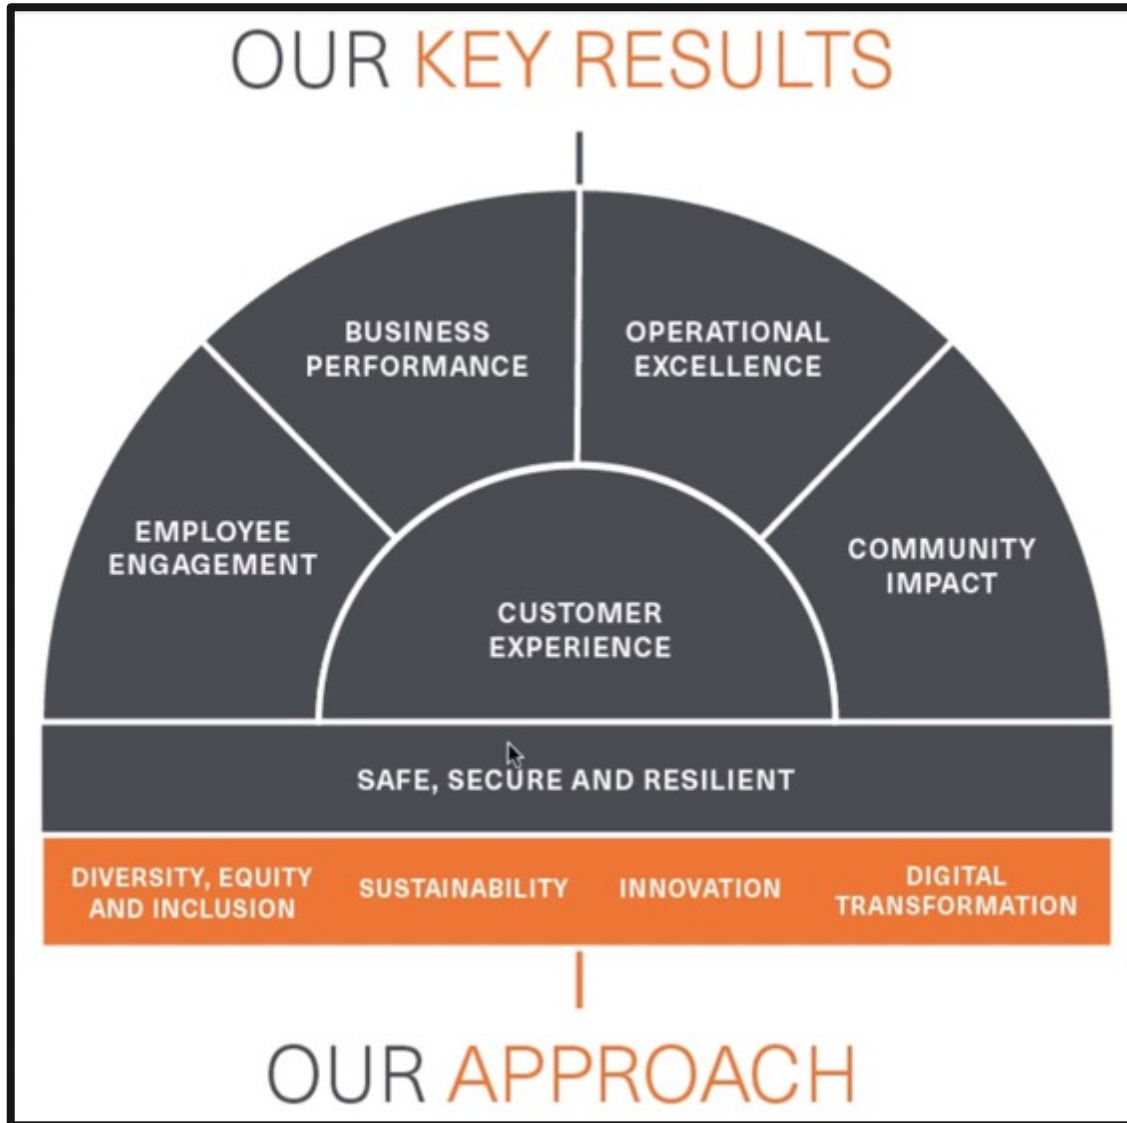 OUR KEY RESULTS
BUSINESS
PERFORMANCE
OPERATIONAL
EXCELLENCE
EMPLOYEE
ENGAGEMENT
COMMUNITY
IMPACT
CUSTOMER
EXPERIENCE
SAFE, SECURE AND RESILIENT
DIVERSITY, EQUITY
AND INCLUSION
SUSTAINABILITY
INNOVATION
DIGITAL
TRANSFORMATION
OUR APPROACH